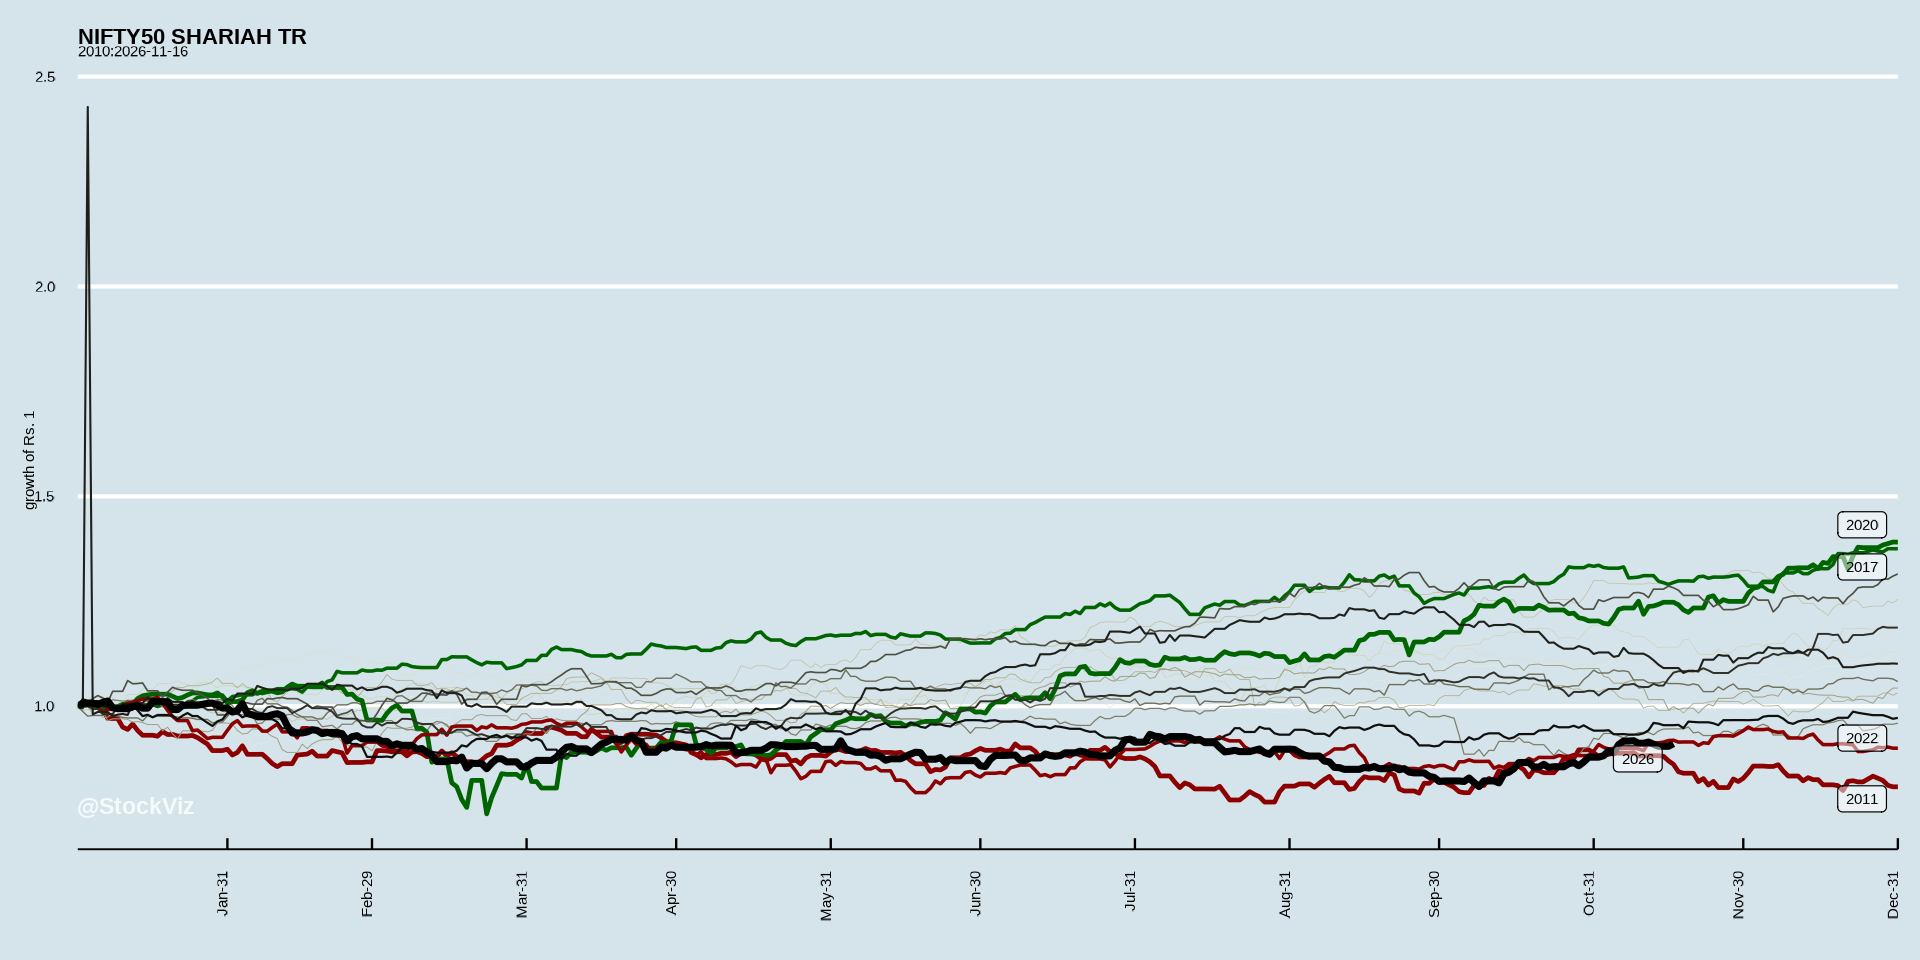 NIFTY50 SHARIAH TR
2010:2026-11-16
2.5
2.0
1.5
1.0
growth of Rs. 1
2020
2017
2022
2026
2011
@StockViz
Jan-31
Feb-29
Mar-31
Apr-30
May-31
Jun-30
Jul-31
Aug-31
Sep-30
Oct-31
Nov-30
Dec-31